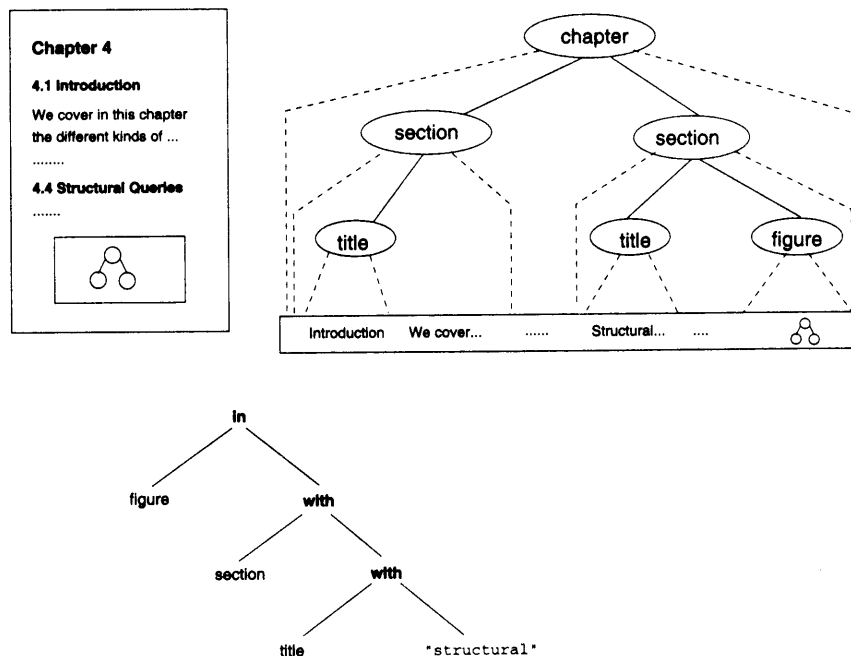 Chapter 4
4.1 Introduction
We cover in this chapter
the different kinds of ...
........
4.4 Structural Queries
.......
chapter
section
section
title
title
figure
Introduction We cover... ...... Structural... ....
in
figure
with
section
with
title
"structural"